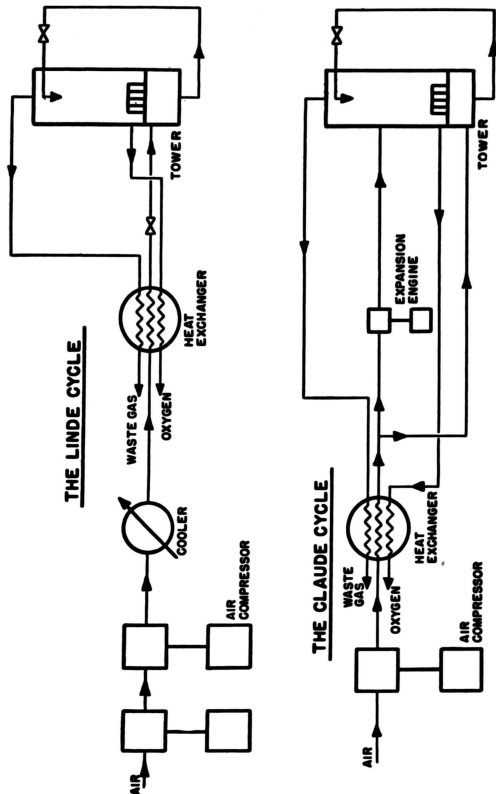 THE LINDE CYCLE
AIR
AIR
COMPRESSOR
COOLER
WASTE GAS
OXYGEN
HEAT
EXCHANGER
TOWER
THE CLAUDE CYCLE
AIR
AIR
COMPRESSOR
WASTE
GAS
OXYGEN
HEAT
EXCHANGER
EXPANSION
ENGINE
TOWER